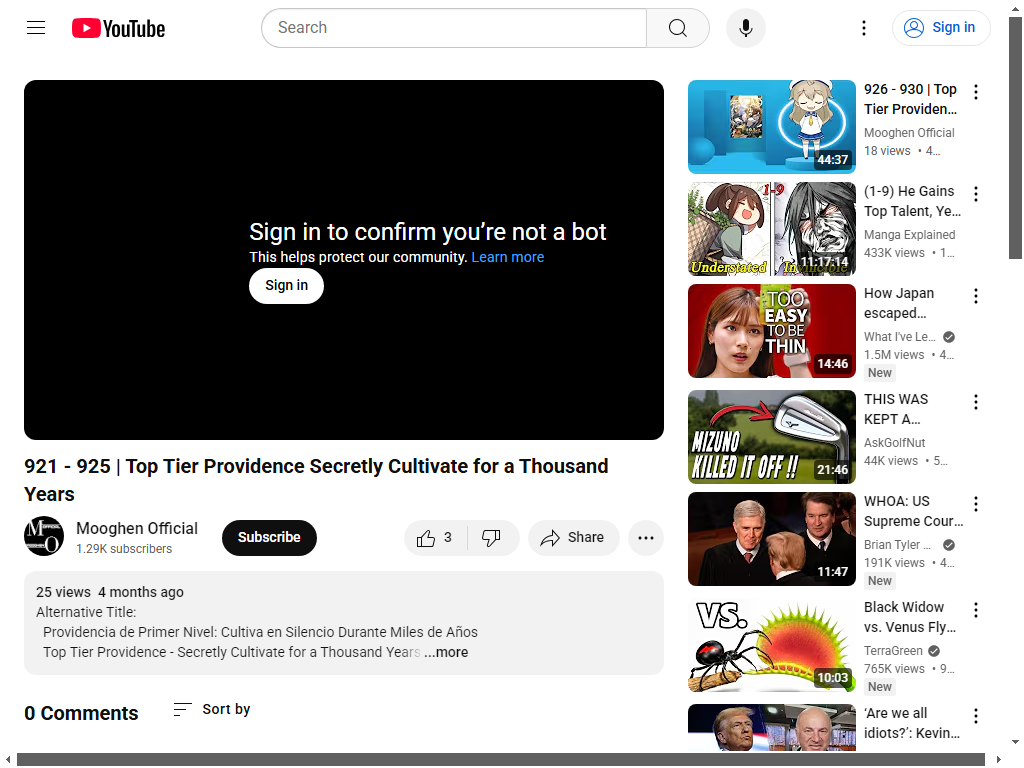 YouTube
Search
Sign in
Sign in to confirm you’re not a bot
This helps protect our community. Learn more
Sign in
921 - 925 | Top Tier Providence Secretly Cultivate for a Thousand
Years
Mooghen Official
1.29K subscribers
Subscribe
3
Share
25 views 4 months ago
Alternative Title:
Providencia de Primer Nivel: Cultiva en Silencio Durante Miles de Años
Top Tier Providence - Secretly Cultivate for a Thousand Years ...more
0 Comments
Sort by
44:37
926 - 930 | Top
Tier Providen...
Mooghen Official
18 views • 4...
1-9
Understated
11:17:14
(1-9) He Gains
Top Talent, Ye...
Manga Explained
433K views • 1...
TOO
EASY
TO BE
THIN
14:46
How Japan
escaped...
What I've Le...
1.5M views • 4...
New
MIZUNO
KILLED IT OFF !!
21:46
THIS WAS
KEPT A...
AskGolfNut
44K views • 5...
11:47
WHOA: US
Supreme Cour...
Brian Tyler ...
191K views • 4...
New
VS.
10:03
Black Widow
vs. Venus Fly...
TerraGreen
765K views • 9...
New
‘Are we all
idiots?’: Kevin...